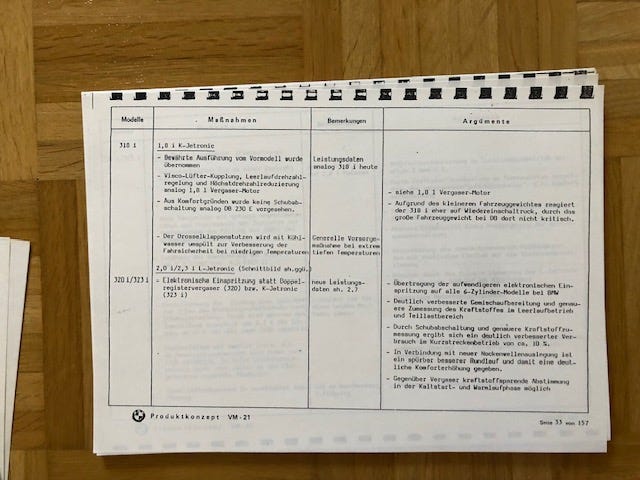 Modelle
Maßnahmen
Bemerkungen
Argumente
318 i
1,8 i K-Jetronic
- Bewährte Ausführung vom Vormodell wurde
übernommen
- Visco-Lüfter-Kupplung, Leerlaufdrehzahl-
regelung und Höchstdrehzahlreduzierung
analog 1,8 l Vergaser-Motor
- Aus Komfortgründen wurde keine Schubab-
schaltung analog DB 230 E vorgesehen.
Leistungsdaten
analog 318 i heute
- siehe 1,8 l Vergaser-Motor
- Aufgrund des kleineren Fahrzeuggewichtes reagiert
der 318 i eher auf Wiedereinschaltruck, durch das
große Fahrzeuggewicht bei DB dort nicht kritisch.
- Der Drosselklappenstutzen wird mit Kühl-
wasser umspült zur Verbesserung der
Fahrsicherheit bei niedrigen Temperaturen
Generelle Vorsorge-
maßnahme bei extrem
tiefen Temperaturen
2,0 i/2,3 i L-Jetronic (Schnittbild sh.ggü.)
320 i/323 i
- Elektronische Einspritzung statt Doppel-
registervergaser (320) bzw. K-Jetronic
(323 i)
neue Leistungs-
daten sh. 2.7
- Übertragung der aufwendigeren elektronischen Ein-
spritzung auf alle 6-Zylinder-Modelle bei BMW
- Deutlich verbesserte Gemischaufbereitung und genau-
ere Zumessung des Kraftstoffes im Leerlaufbetrieb
und Teillastbereich
- Durch Schubabschaltung und genauere Kraftstoffzu-
messung ergibt sich ein deutlich verbesserter Ver-
brauch im Kurzstreckenbetrieb von ca. 10 %.
- In Verbindung mit neuer Nockenwellenauslegung ist
ein spürbar besserer Rundlauf und damit eine deut-
liche Komforterhöhung gegeben.
- Gegenüber Vergaser kraftstoffsparende Abstimmung
in der Kaltstart- und Warmlaufphase möglich
Produktkonzept VM-21
Seite 33 von 157